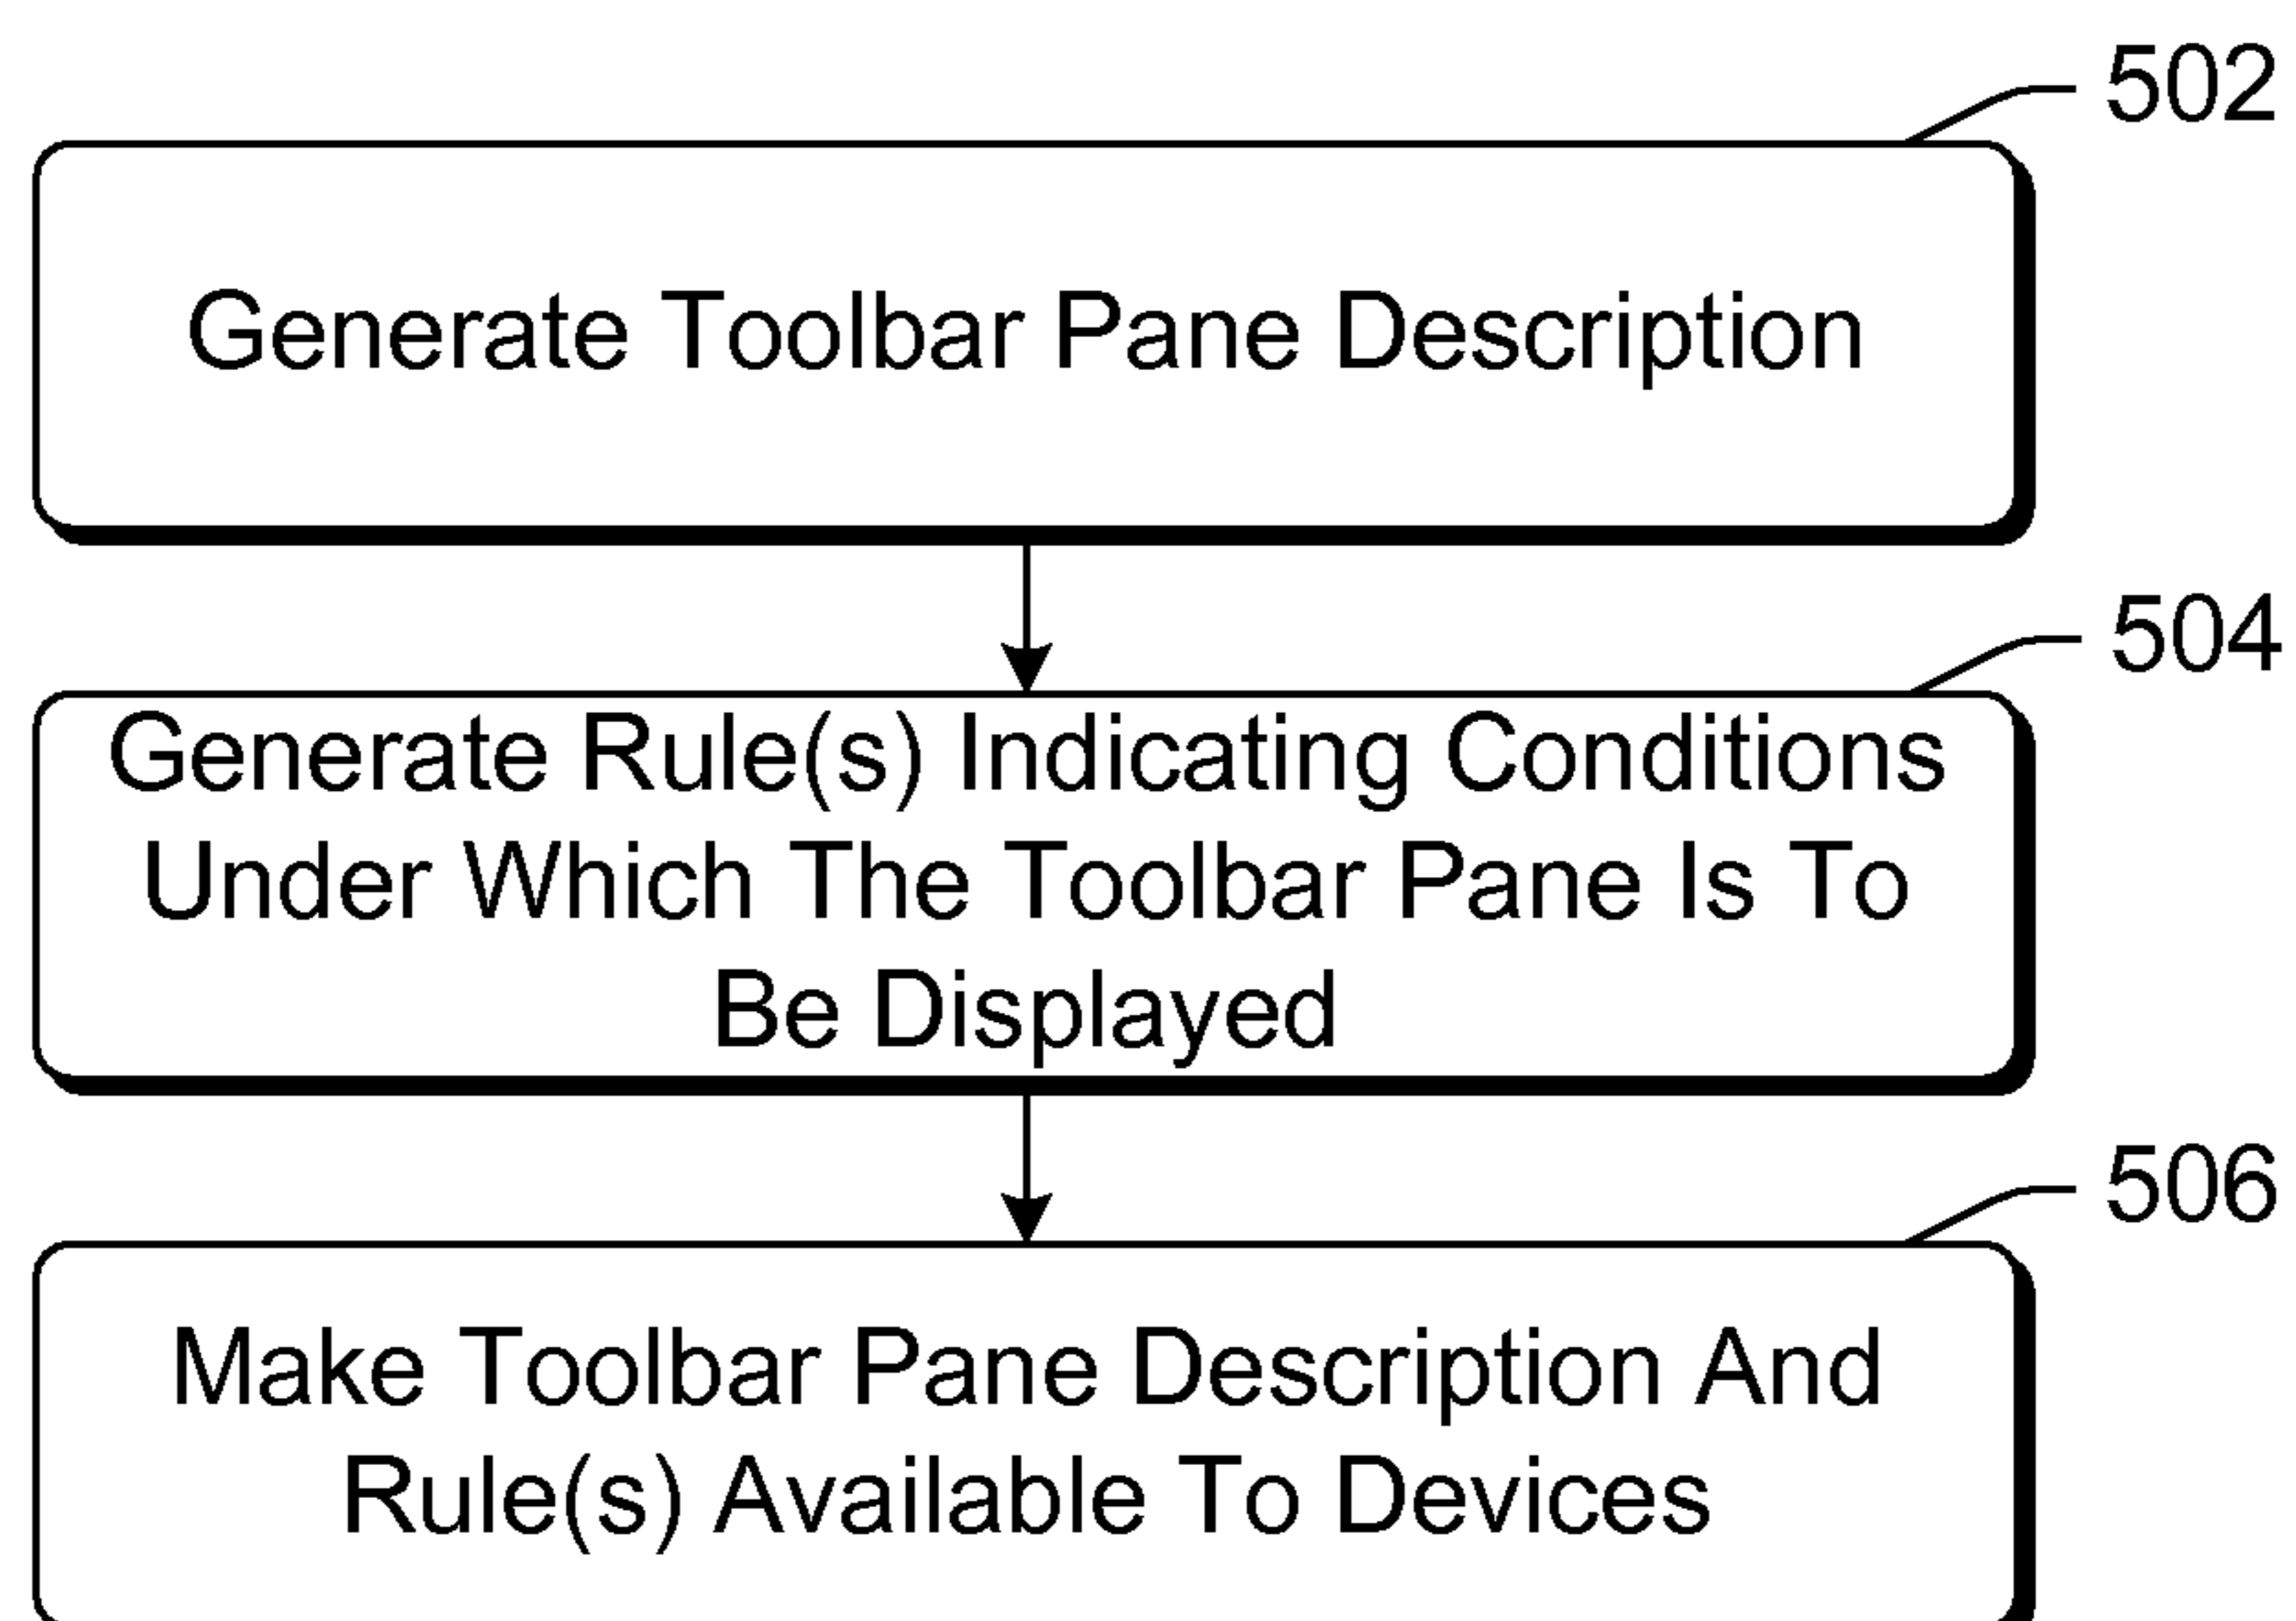 502
Generate Toolbar Pane Description
504
Generate Rule(s) Indicating Conditions
Under Which The Toolbar Pane Is To
Be Displayed
506
Make Toolbar Pane Description And
Rule(s) Available To Devices